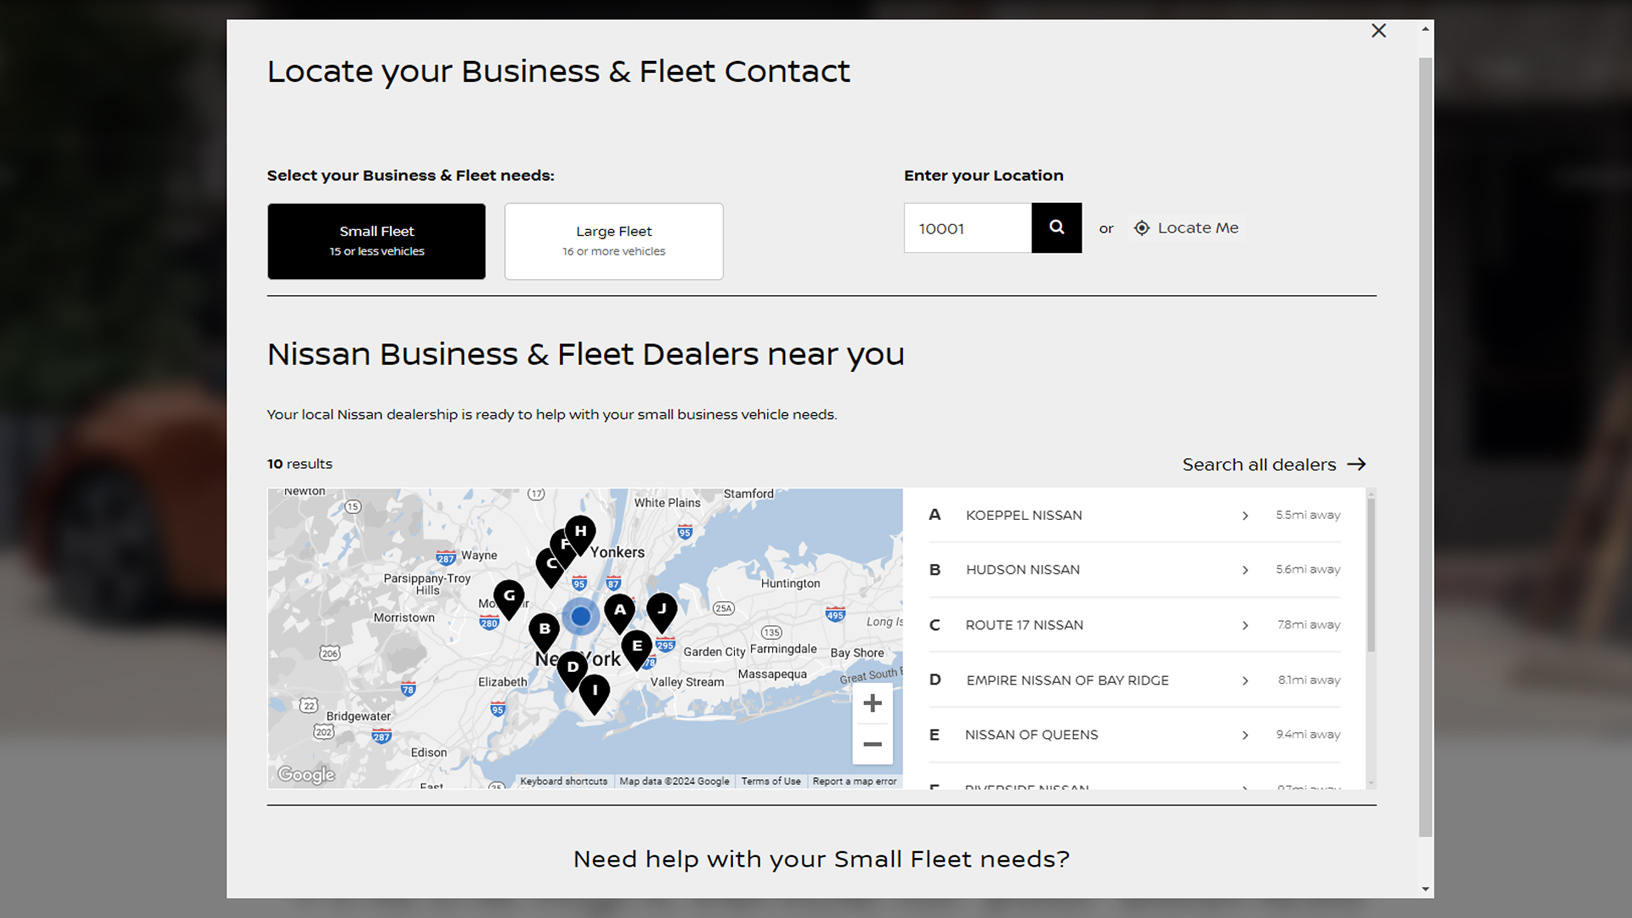 Locate your Business & Fleet Contact
Select your Business & Fleet needs:
Enter your Location
Small Fleet
15 or less vehicles
Large Fleet
16 or more vehicles
10001
or
Locate Me
Nissan Business & Fleet Dealers near you
Your local Nissan dealership is ready to help with your small business vehicle needs.
10 results
Search all dealers
Newton
15
17
White Plains
Stamford
95
H
F
Yonkers
287
Wayne
C
Parsippany-Troy
Hills
95
87
Huntington
G
A
J
25A
495
Morristown
280
B
Long Is
135
206
E
295
78
Garden City
Farmingdale
Bay Shore
D
Elizabeth
I
Valley Stream
Massapequa
Great South
78
22
95
Bridgewater
202
287
Edison
Google
Keyboard shortcuts
Map data ©2024 Google
Terms of Use
Report a map error
A KOEPPEL NISSAN 5.5mi away
B HUDSON NISSAN 5.6mi away
C ROUTE 17 NISSAN 7.8mi away
D EMPIRE NISSAN OF BAY RIDGE 8.1mi away
E NISSAN OF QUEENS 9.4mi away
F RIVERSIDE NISSAN 9.7mi away
Need help with your Small Fleet needs?